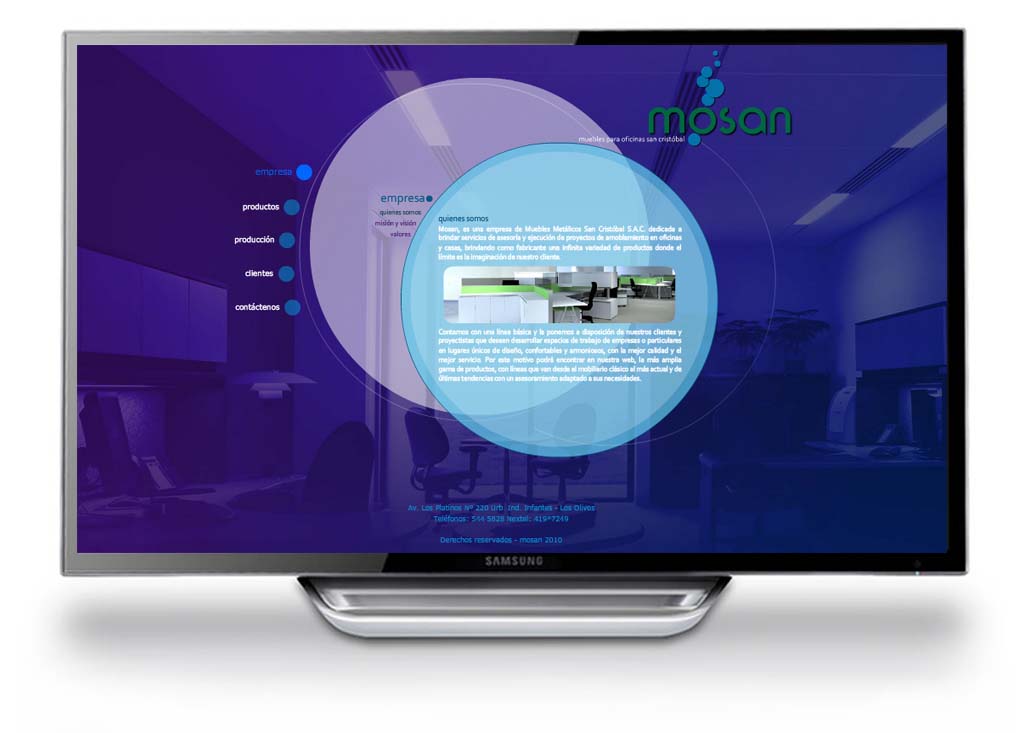 mosan
muebles para oficinas san cristóbal
empresa
productos
producción
clientes
contáctenos
empresa
quienes somos
misión y visión
valores
quienes somos
Mosan, es una empresa de Muebles Metálicos San Cristóbal S.A.C. dedicada a
brindar servicios de asesoría y ejecución de proyectos de amoblamiento en oficinas
y casas, brindando como fabricante una infinita variedad de productos donde el
límite es la imaginación de nuestro cliente.
Contamos con una línea básica y la ponemos a disposición de nuestros clientes y
proyectistas que deseen desarrollar espacios de trabajo de empresas o particulares
en lugares únicos de diseño, confortables y armoniosos, con la mejor calidad y el
mejor servicio. Por este motivo podrá encontrar en nuestra web, la más amplia
gama de productos, con líneas que van desde el mobiliario clásico al más actual y de
últimas tendencias con un asesoramiento adaptado a sus necesidades.
Av. Los Platinos Nº 220 Urb. Ind. Infantas - Los Olivos
Teléfonos: 544 5828 Nextel: 419*7249
Derechos reservados - mosan 2010
SAMSUNG